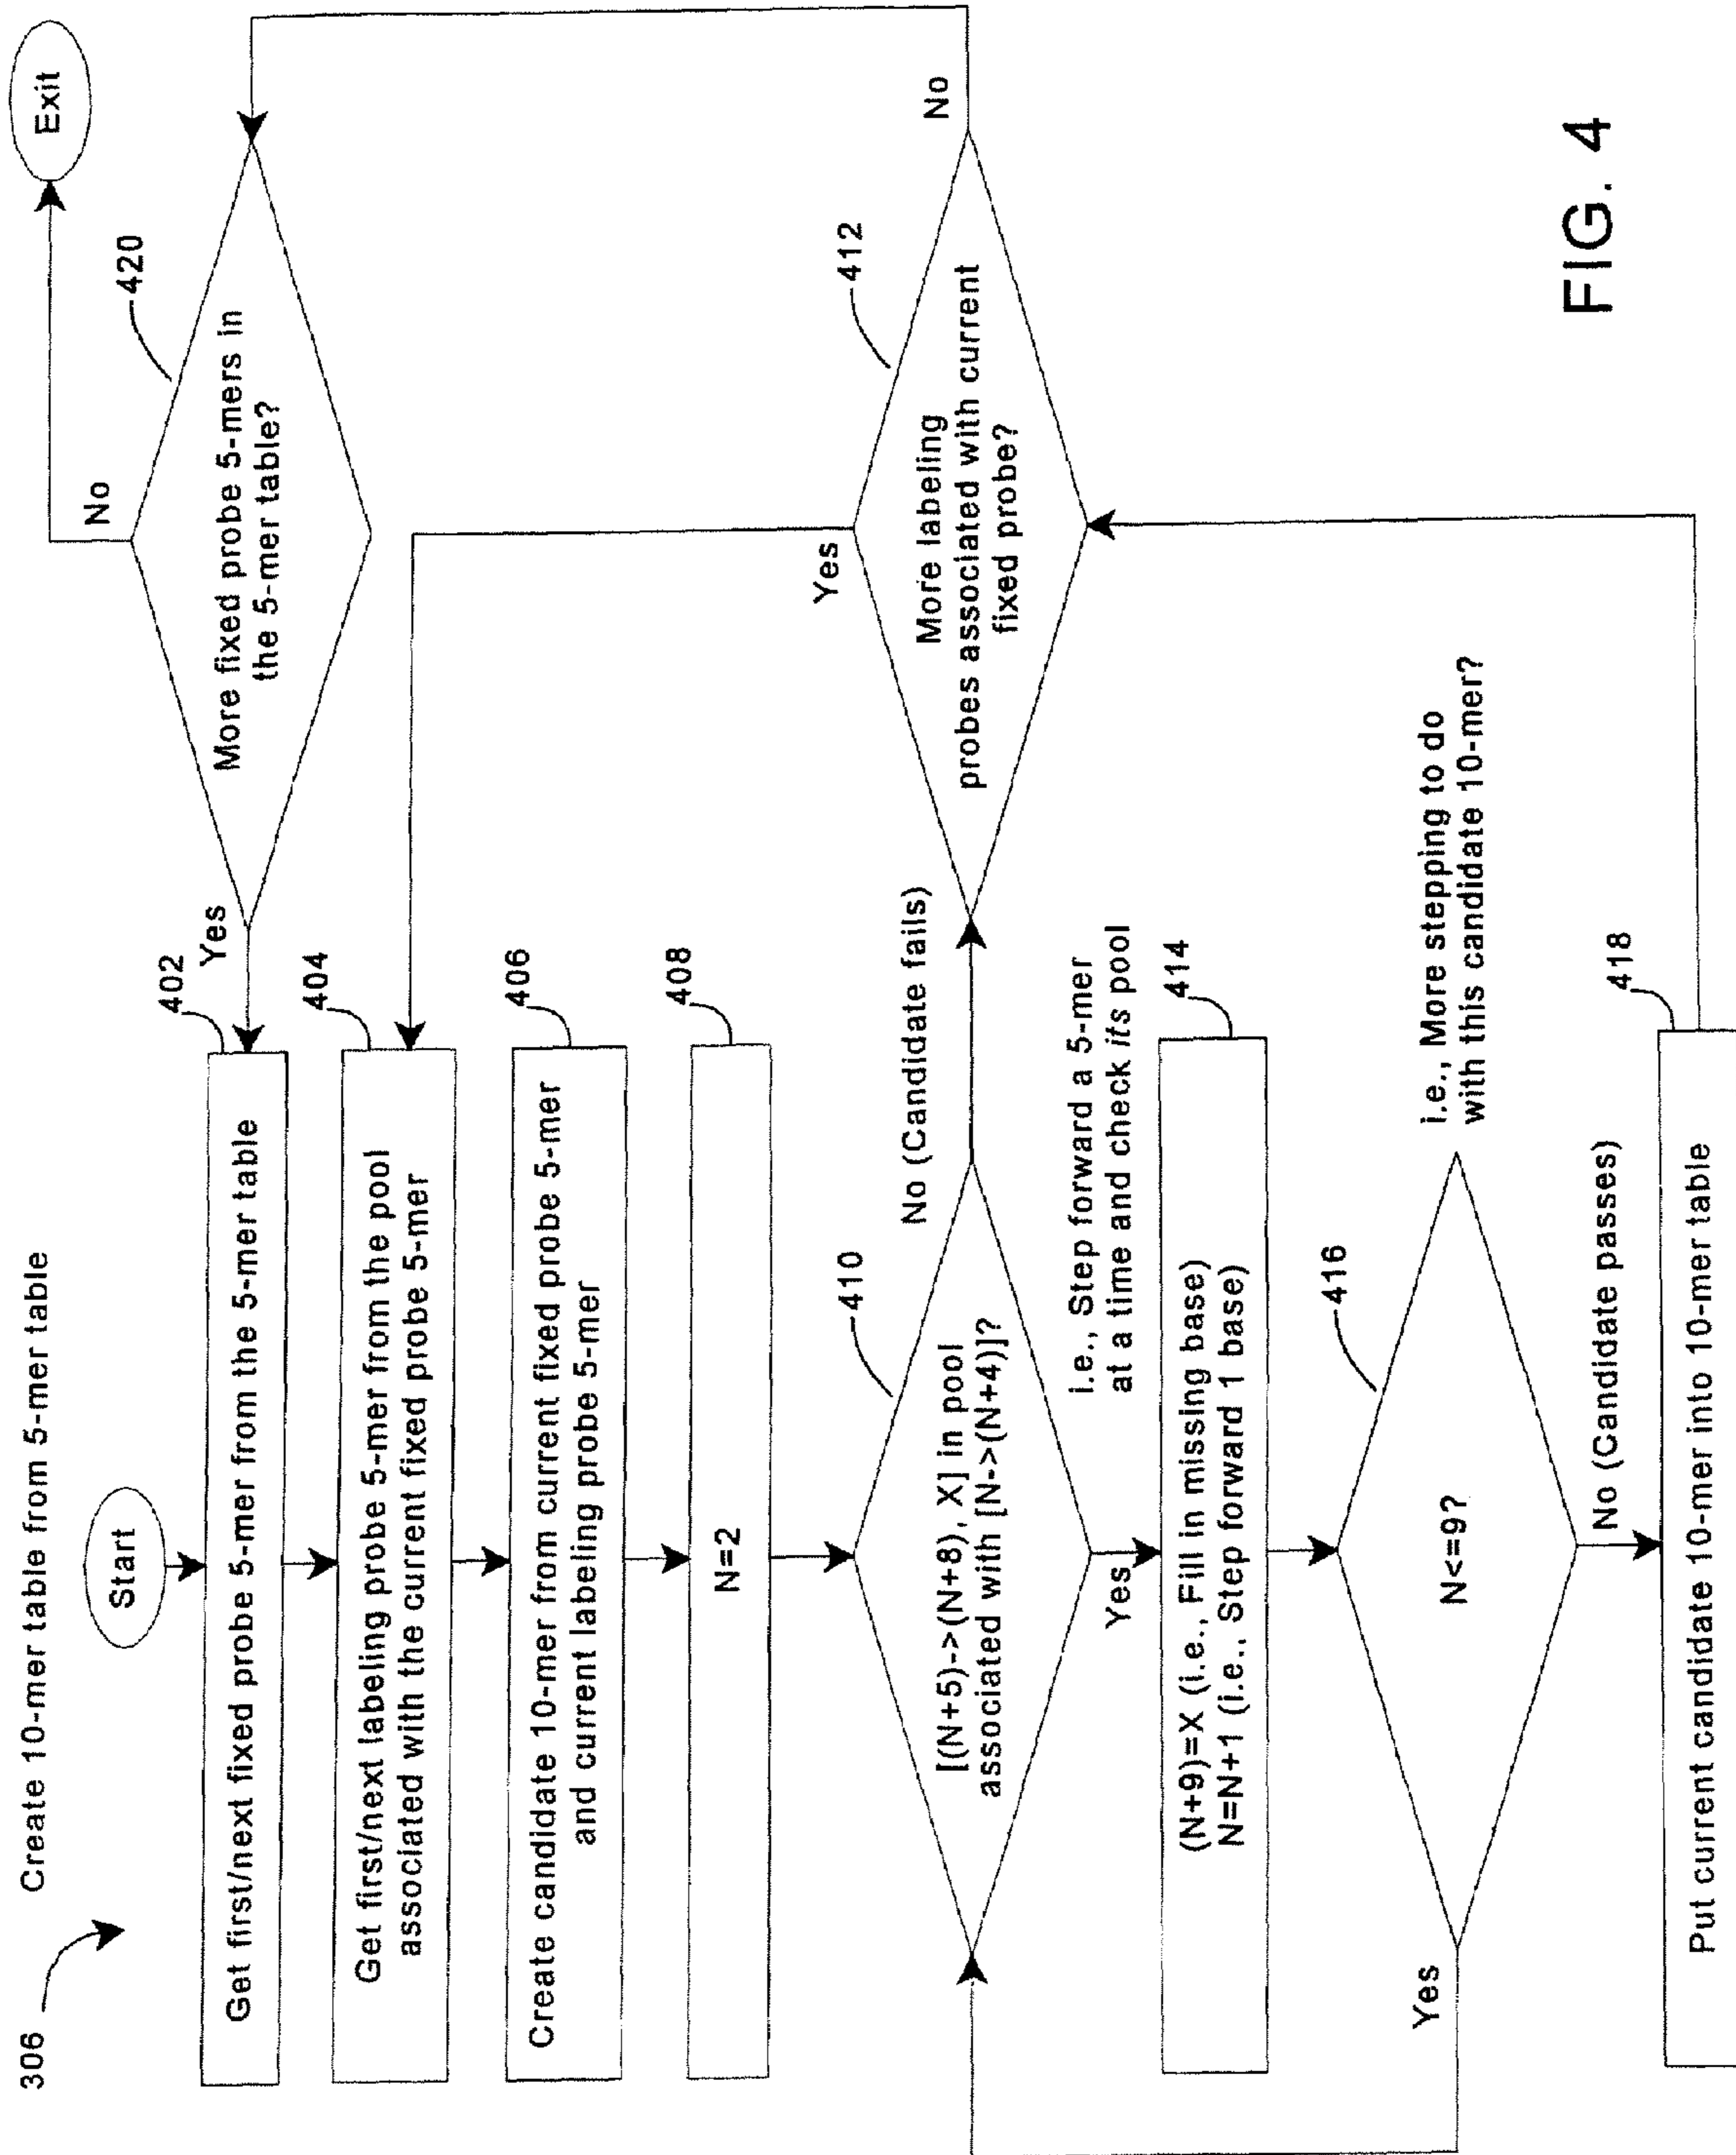 306
Create 10-mer table from 5-mer table
Start
Exit
402
Get first/next fixed probe 5-mer from the 5-mer table
Yes
More fixed probe 5-mers in
the 5-mer table?
420
No
404
Get first/next labeling probe 5-mer from the pool
associated with the current fixed probe 5-mer
406
Create candidate 10-mer from current fixed probe 5-mer
and current labeling probe 5-mer
408
N=2
Yes
410
[(N+5)->(N+8), X] in pool
associated with [N->(N+4)]?
No (Candidate fails)
More labeling
probes associated with current
fixed probe?
412
No
Yes
i.e., Step forward a 5-mer
at a time and check its pool
414
(N+9)=X (i.e., Fill in missing base)
N=N+1 (i.e., Step forward 1 base)
416
N<=9?
Yes
i.e., More stepping to do
with this candidate 10-mer?
No (Candidate passes)
418
Put current candidate 10-mer into 10-mer table
FIG. 4